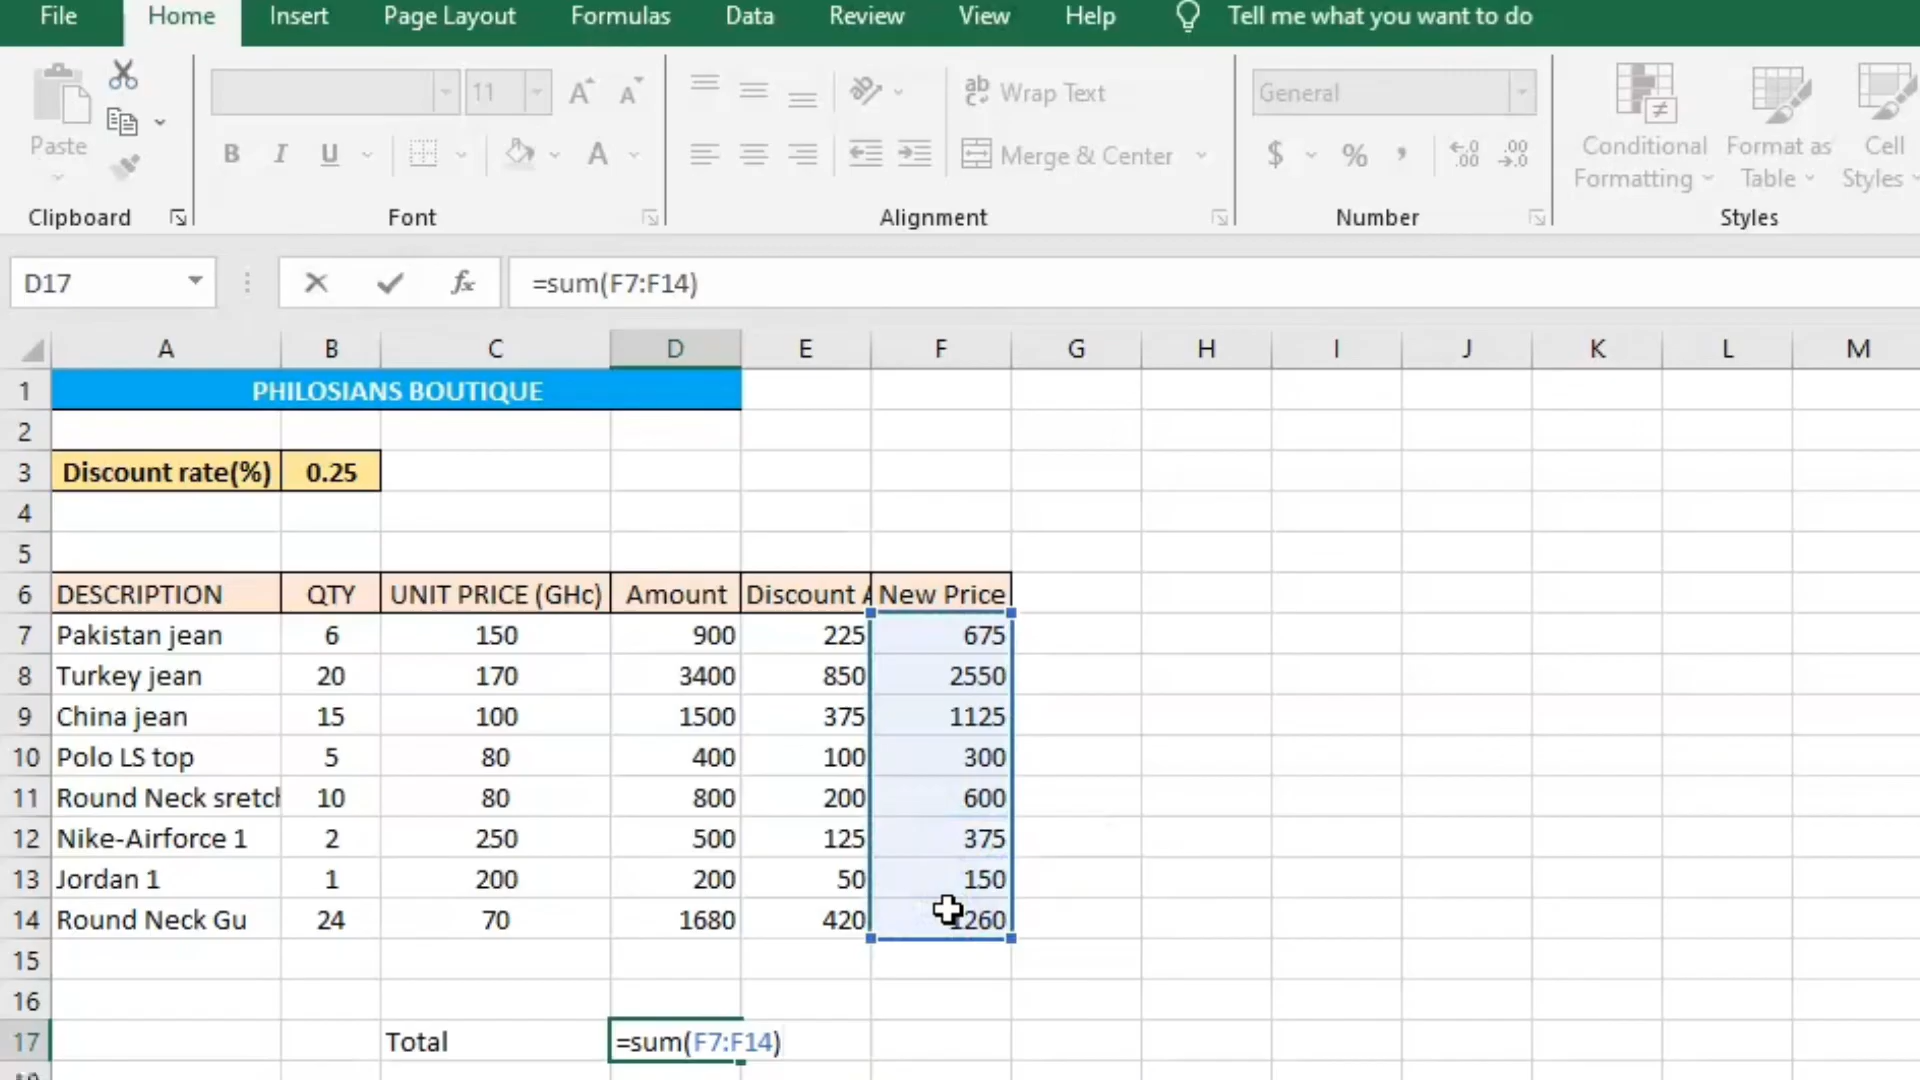 File Home Insert Page Layout Formulas Data Review View Help Tell me what you want to do
Paste 11 A A ab Wrap Text General Conditional Formatting Format as Table Cell Styles
B I U A Merge & Center $ % , .00 .00
Clipboard Font Alignment Number Styles
D17 fx =sum(F7:F14)
A B C D E F G H I J K L M
1 PHILOSIANS BOUTIQUE
2
3 Discount rate(%) 0.25
4
5
6 DESCRIPTION QTY UNIT PRICE (GHc) Amount Discount New Price
7 Pakistan jean 6 150 900 225 675
8 Turkey jean 20 170 3400 850 2550
9 China jean 15 100 1500 375 1125
10 Polo LS top 5 80 400 100 300
11 Round Neck sretch 10 80 800 200 600
12 Nike-Airforce 1 2 250 500 125 375
13 Jordan 1 1 200 200 50 150
14 Round Neck Gu 24 70 1680 420 1260
15
16
17 Total =sum(F7:F14)